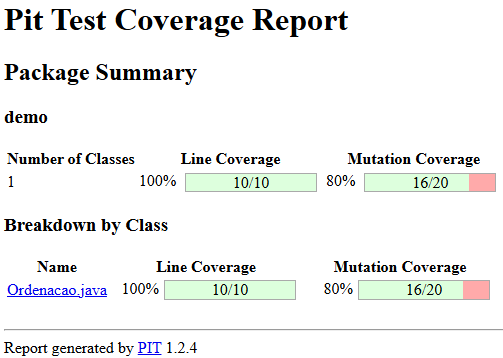 Pit Test Coverage Report
Package Summary
demo
Number of Classes Line Coverage Mutation Coverage
1 100% 10/10 80% 16/20
Breakdown by Class
Name Line Coverage Mutation Coverage
Ordenacao.java 100% 10/10 80% 16/20
Report generated by PIT 1.2.4